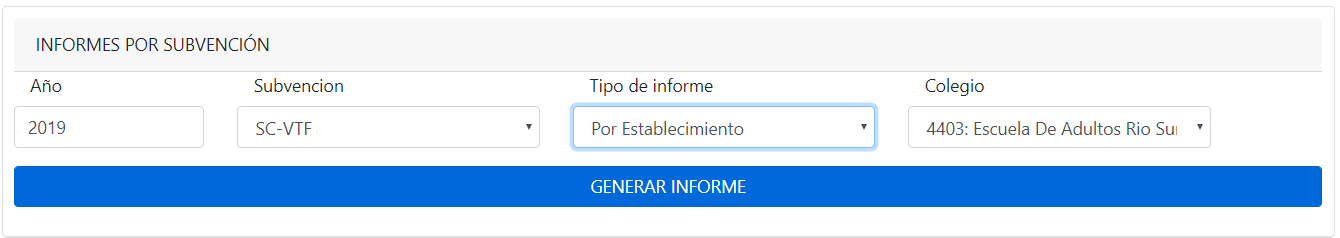 INFORMES POR SUBVENCIÓN
Año Subvencion Tipo de informe Colegio
2019 SC-VTF Por Establecimiento 4403: Escuela De Adultos Rio
GENERAR INFORME